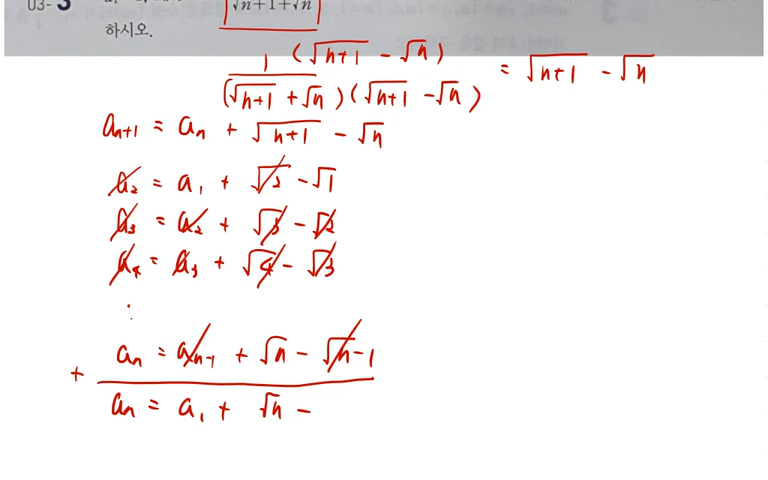 03-3
√n+1+√n
하시오.
1 (√n+1 - √n)
(√n+1 + √n)(√n+1 - √n) = √n+1 - √n
aₙ₊₁ = aₙ + √n+1 - √n
a₂ = a₁ + √2 - √1
a₃ = a₂ + √3 - √2
a₄ = a₃ + √4 - √3
⋮
+ aₙ = aₙ₋₁ + √n - √n-1
aₙ = a₁ + √n -